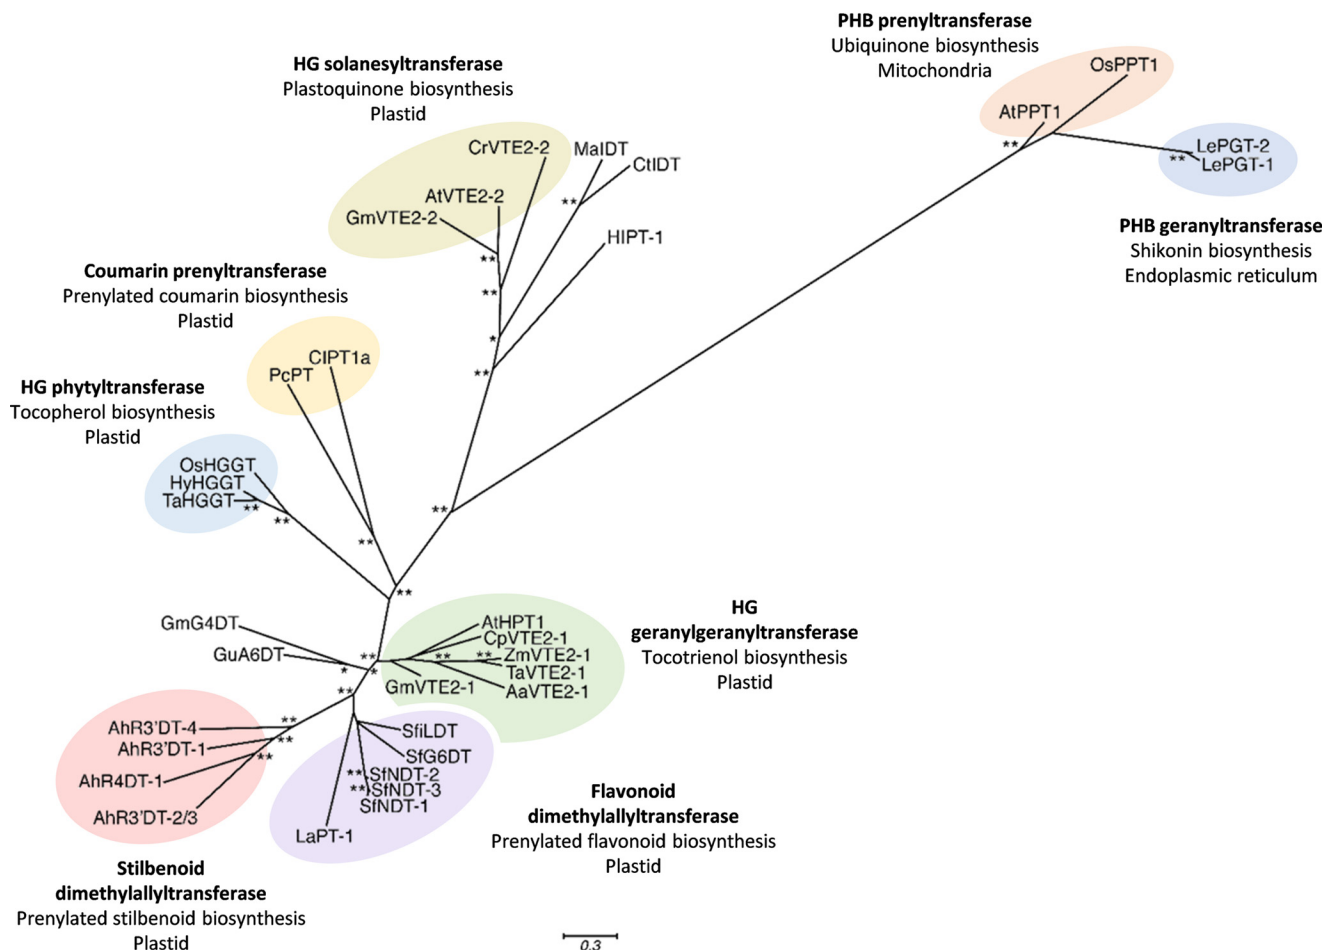 PHB prenyltransferase
Ubiquinone biosynthesis
Mitochondria
OsPPT1
AtPPT1
**
LePGT-2
**
LePGT-1
PHB geranyltransferase
Shikonin biosynthesis
Endoplasmic reticulum
HG solanesyltransferase
Plastoquinone biosynthesis
Plastid
CrVTE2-2
AtVTE2-2
GmVTE2-2
MaIDT
CtIDT
**
HIPT-1
**
**
*
**
Coumarin prenyltransferase
Prenylated coumarin biosynthesis
Plastid
ClPT1a
PcPT
**
HG phytyltransferase
Tocopherol biosynthesis
Plastid
OsHGGT
HyHGGT
TaHGGT
**
**
**
**
GmG4DT
GuA6DT
*
**
*
**
AtHPT1
CpVTE2-1
**
**
ZmVTE2-1
TaVTE2-1
AaVTE2-1
GmVTE2-1
HG
geranylgeranyltransferase
Tocotrienol biosynthesis
Plastid
AhR3'DT-4
**
AhR3'DT-1
**
**
AhR4DT-1
AhR3'DT-2/3
SfiLDT
SfG6DT
**
SfNDT-2
**
SfNDT-3
SfNDT-1
LaPT-1
Flavonoid
dimethylallyltransferase
Prenylated flavonoid biosynthesis
Plastid
Stilbenoid
dimethylallyltransferase
Prenylated stilbenoid biosynthesis
Plastid
0.3